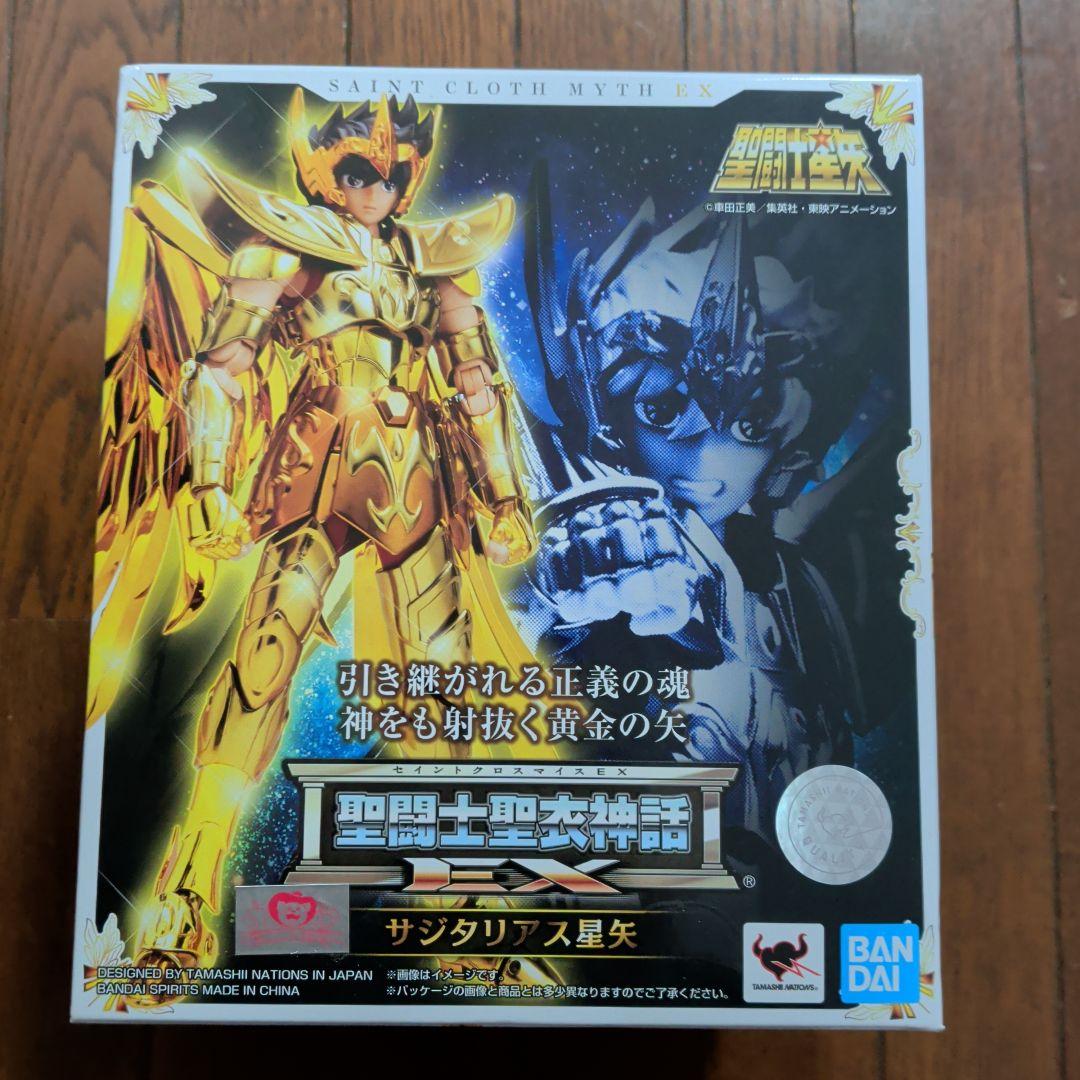 SAINT CLOTH MYTH EX
聖闘士星矢
©車田正美／集英社・東映アニメーション
引き継がれる正義の魂
神をも射抜く黄金の矢
セイントクロスマイスEX
聖闘士聖衣神話
EX
®
サジタリアス星矢
DESIGNED BY TAMASHII NATIONS IN JAPAN
BANDAI SPIRITS MADE IN CHINA
※画像はイメージです。
※パッケージの画像と商品とは多少異なりますのでご了承ください。
TAMASHII NATIONS®
BAN
DAI